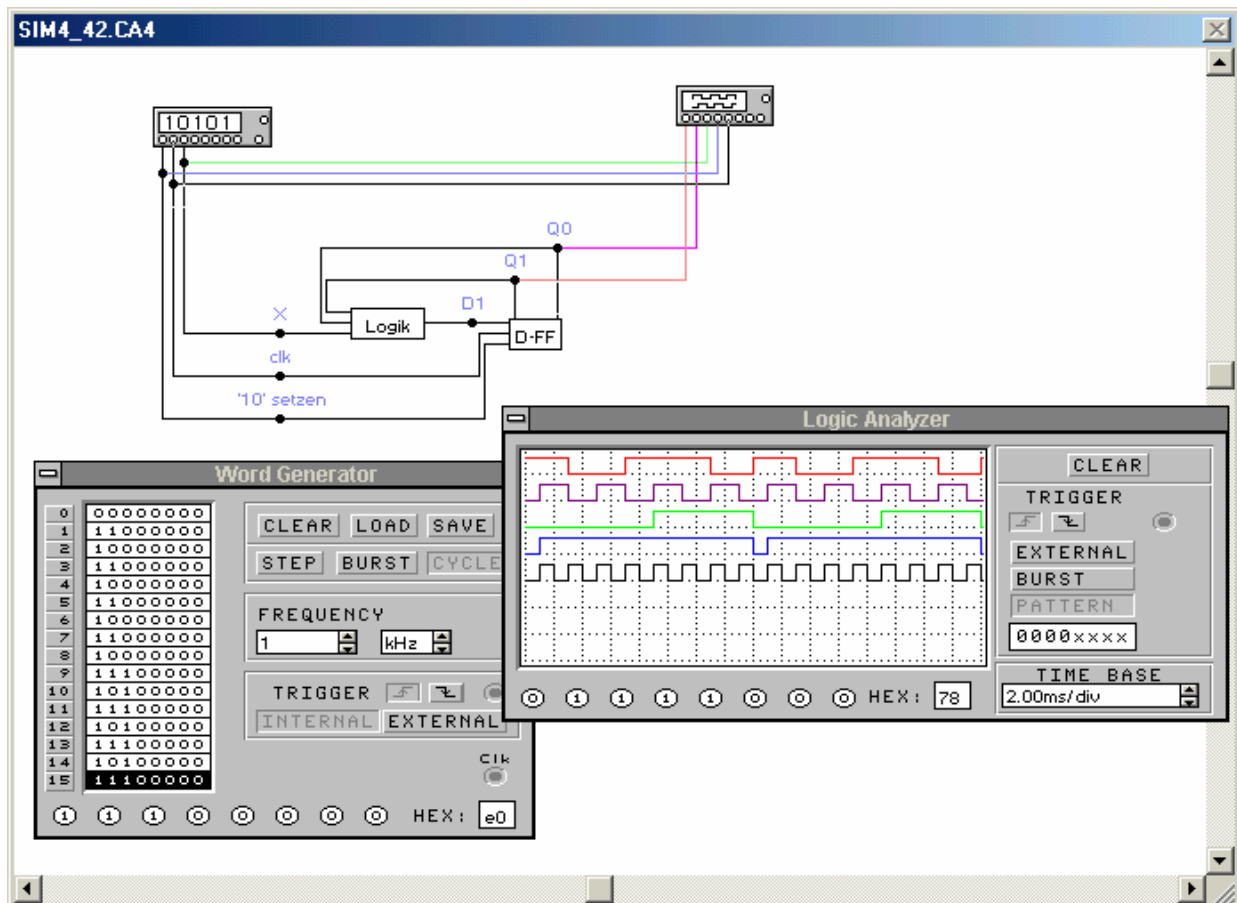 SIM4_42.CA4
10101
Q0
Q1
D1
X
Logik
D-FF
clk
'10' setzen
Logic Analyzer
CLEAR
TRIGGER
EXTERNAL
BURST
PATTERN
0000xxxx
TIME BASE
2.00ms/div
0 1 1 1 1 0 0 0 HEX: 78
Word Generator
0 00000000
1 11000000
2 10000000
3 11000000
4 10000000
5 11000000
6 10000000
7 11000000
8 10000000
9 11100000
10 10100000
11 11100000
12 10100000
13 11100000
14 10100000
15 11100000
CLEAR LOAD SAVE
STEP BURST CYCLE
FREQUENCY
1 kHz
TRIGGER
INTERNAL EXTERNAL
Clk
1 1 1 0 0 0 0 0 HEX: e0